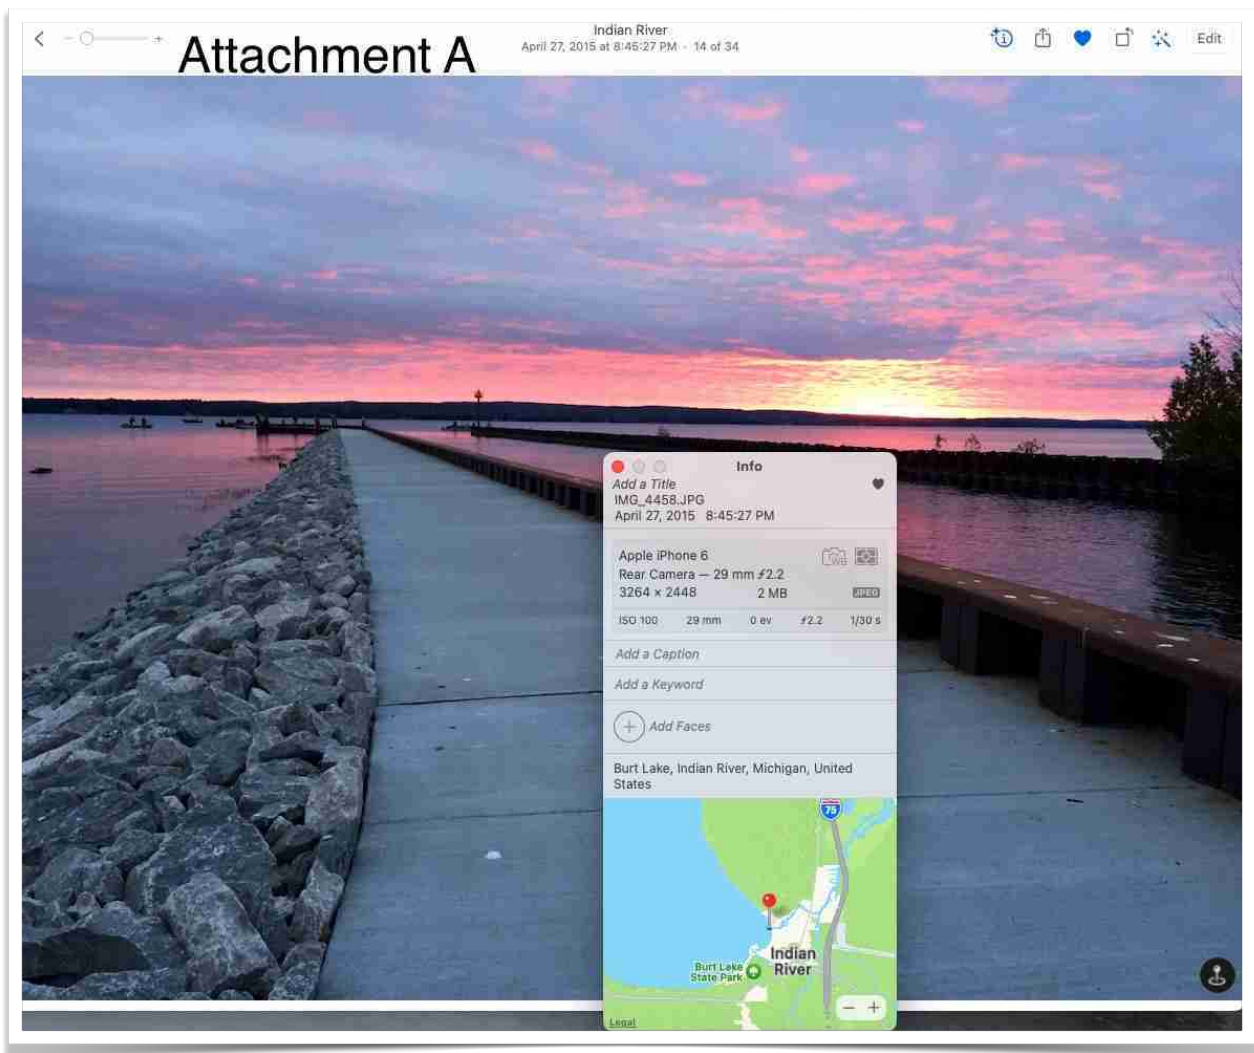 Attachment A
Indian River
April 27, 2015 at 8:45:27 PM - 14 of 34
Edit
Info
Add a Title
IMG_4458.JPG
April 27, 2015 8:45:27 PM
Apple iPhone 6
WB
Rear Camera — 29 mm ƒ2.2
3264 × 2448 2 MB JPEG
ISO 100 29 mm 0 ev ƒ2.2 1/30 s
Add a Caption
Add a Keyword
Add Faces
Burt Lake, Indian River, Michigan, United
States
75
Indian
River
Burt Lake
State Park
Legal